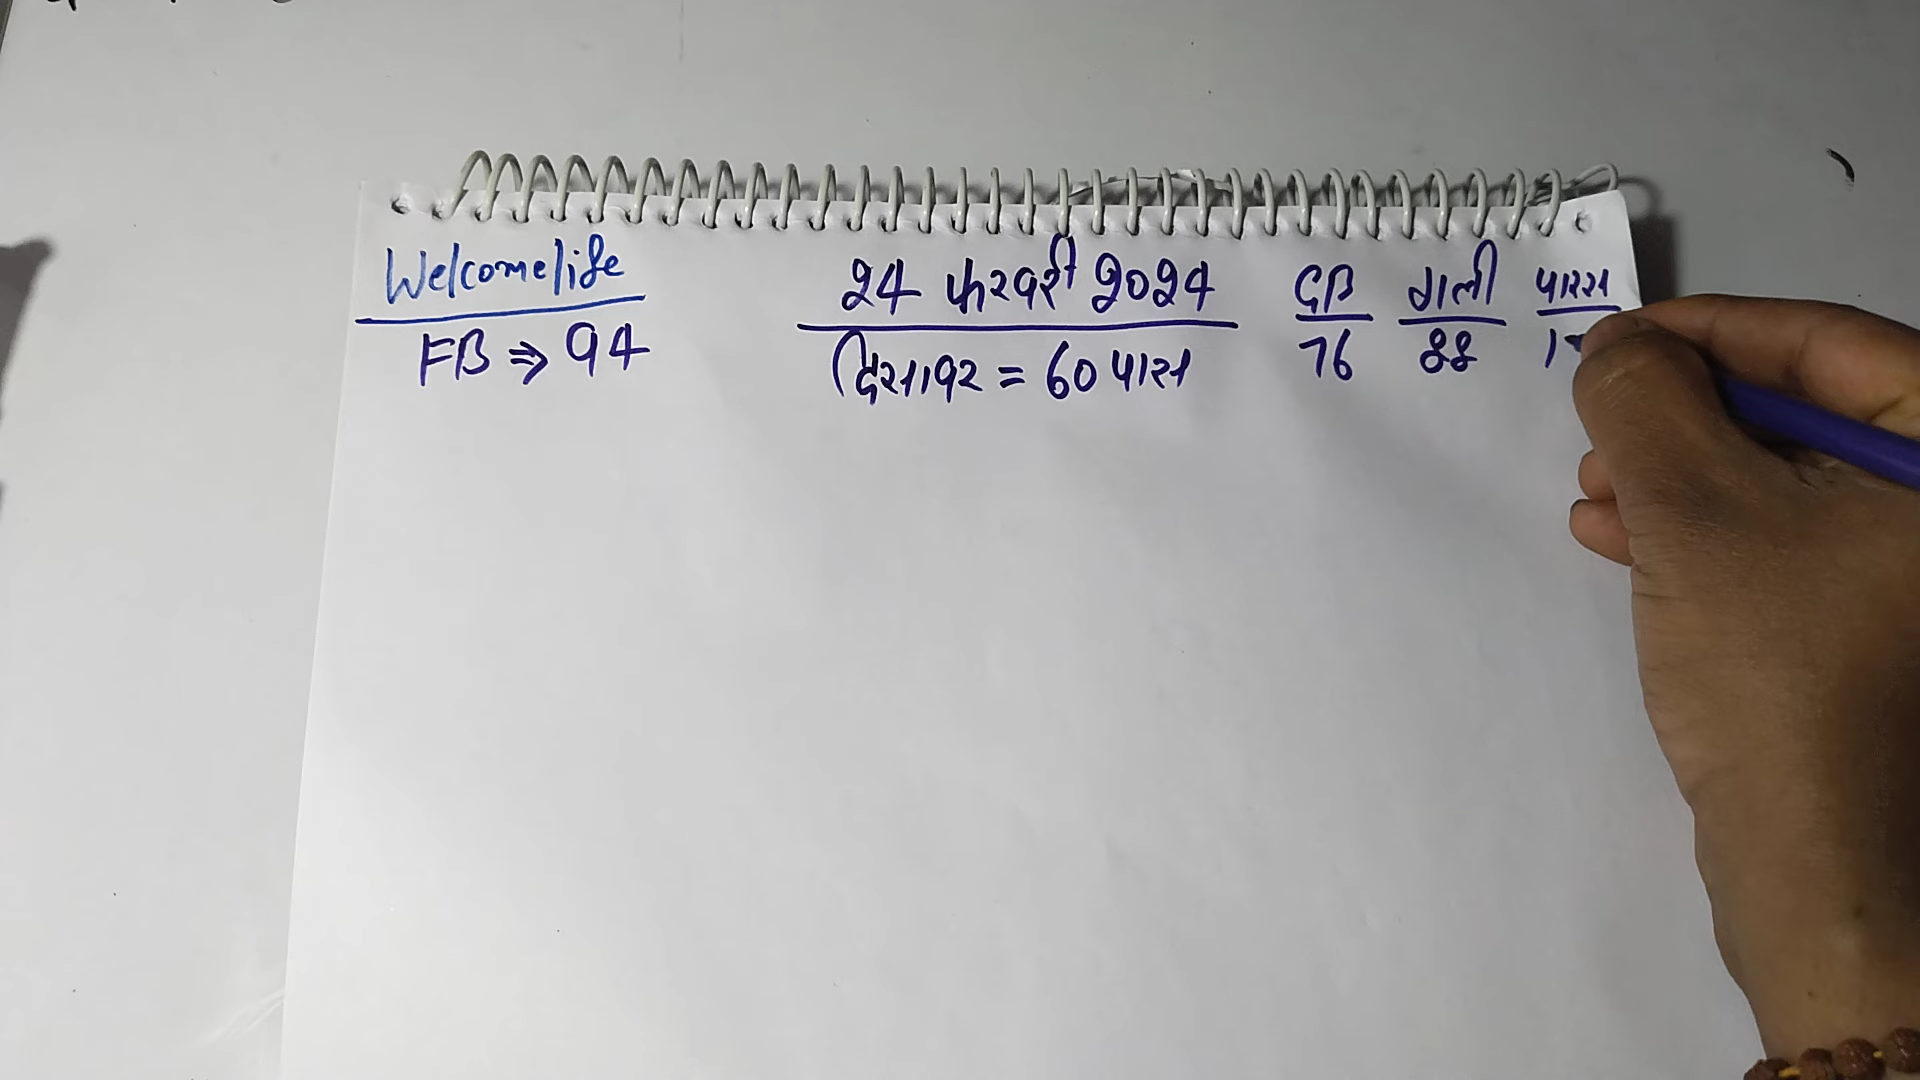 Welcomelife
FB ⇒ 94
24 फरवरी 2024
दिसावर = 60 पास
GB गली पास
76 88